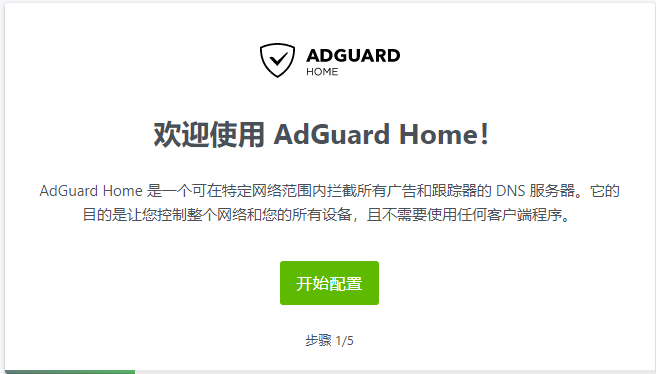 ADGUARD
HOME
欢迎使用 AdGuard Home！
AdGuard Home 是一个可在特定网络范围内拦截所有广告和跟踪器的 DNS 服务器。它的
目的是让您控制整个网络和您的所有设备，且不需要使用任何客户端程序。
开始配置
步骤 1/5